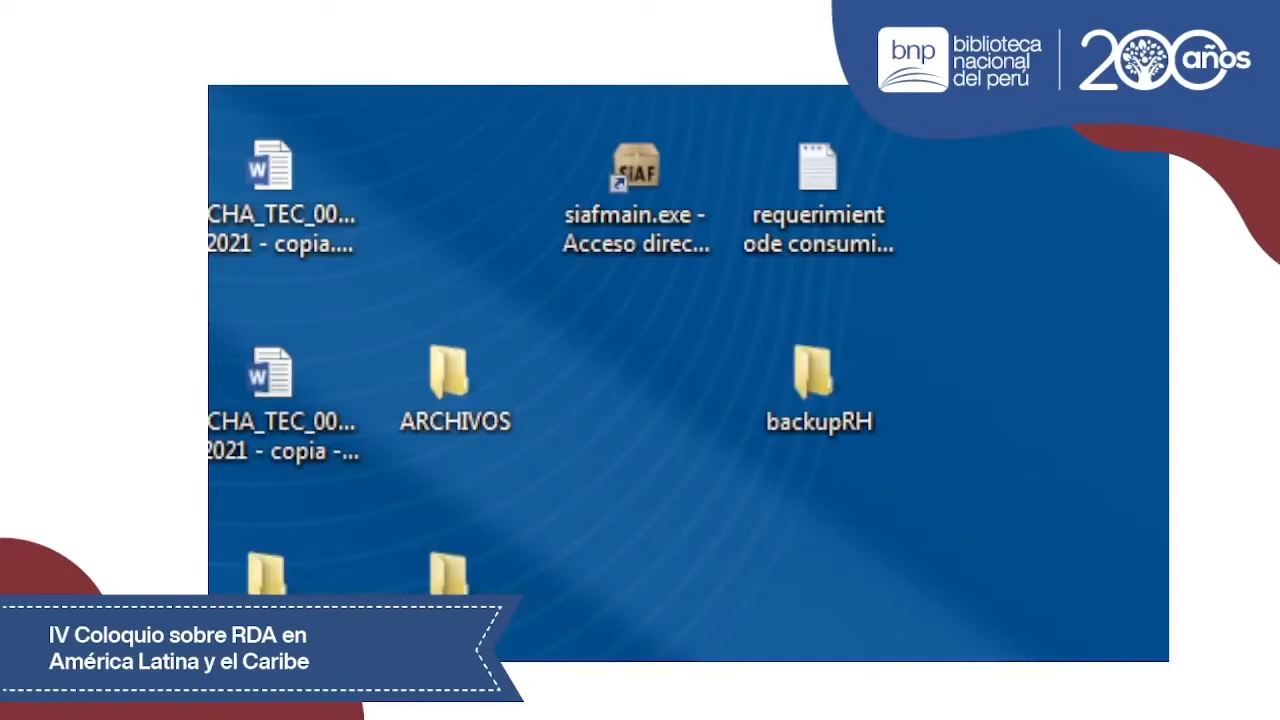 bnp
biblioteca
nacional
del perú
200 años
CHA_TEC_00...
2021 - copia....
SIAF
siafmain.exe -
Acceso direc...
requerimient
ode consumi...
CHA_TEC_00...
2021 - copia -...
ARCHIVOS
backupRH
IV Coloquio sobre RDA en
América Latina y el Caribe